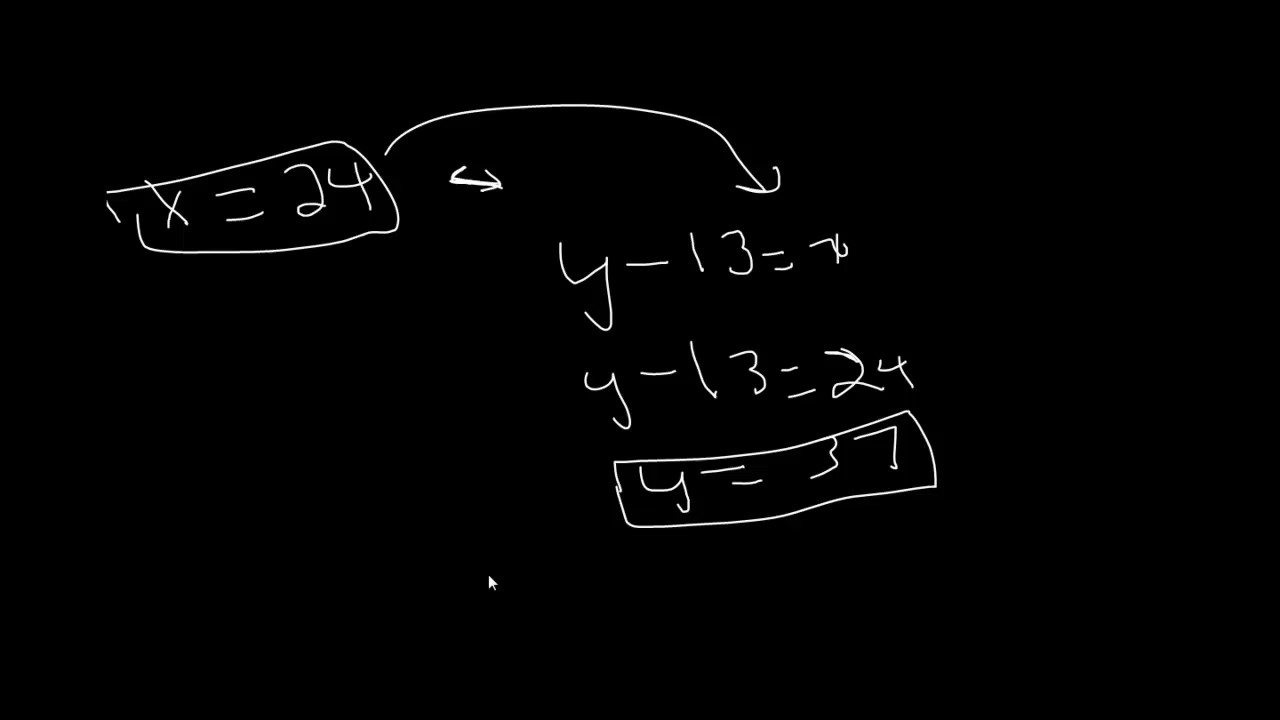 x = 24
y - 13 = x
y - 13 = 24
y = 37